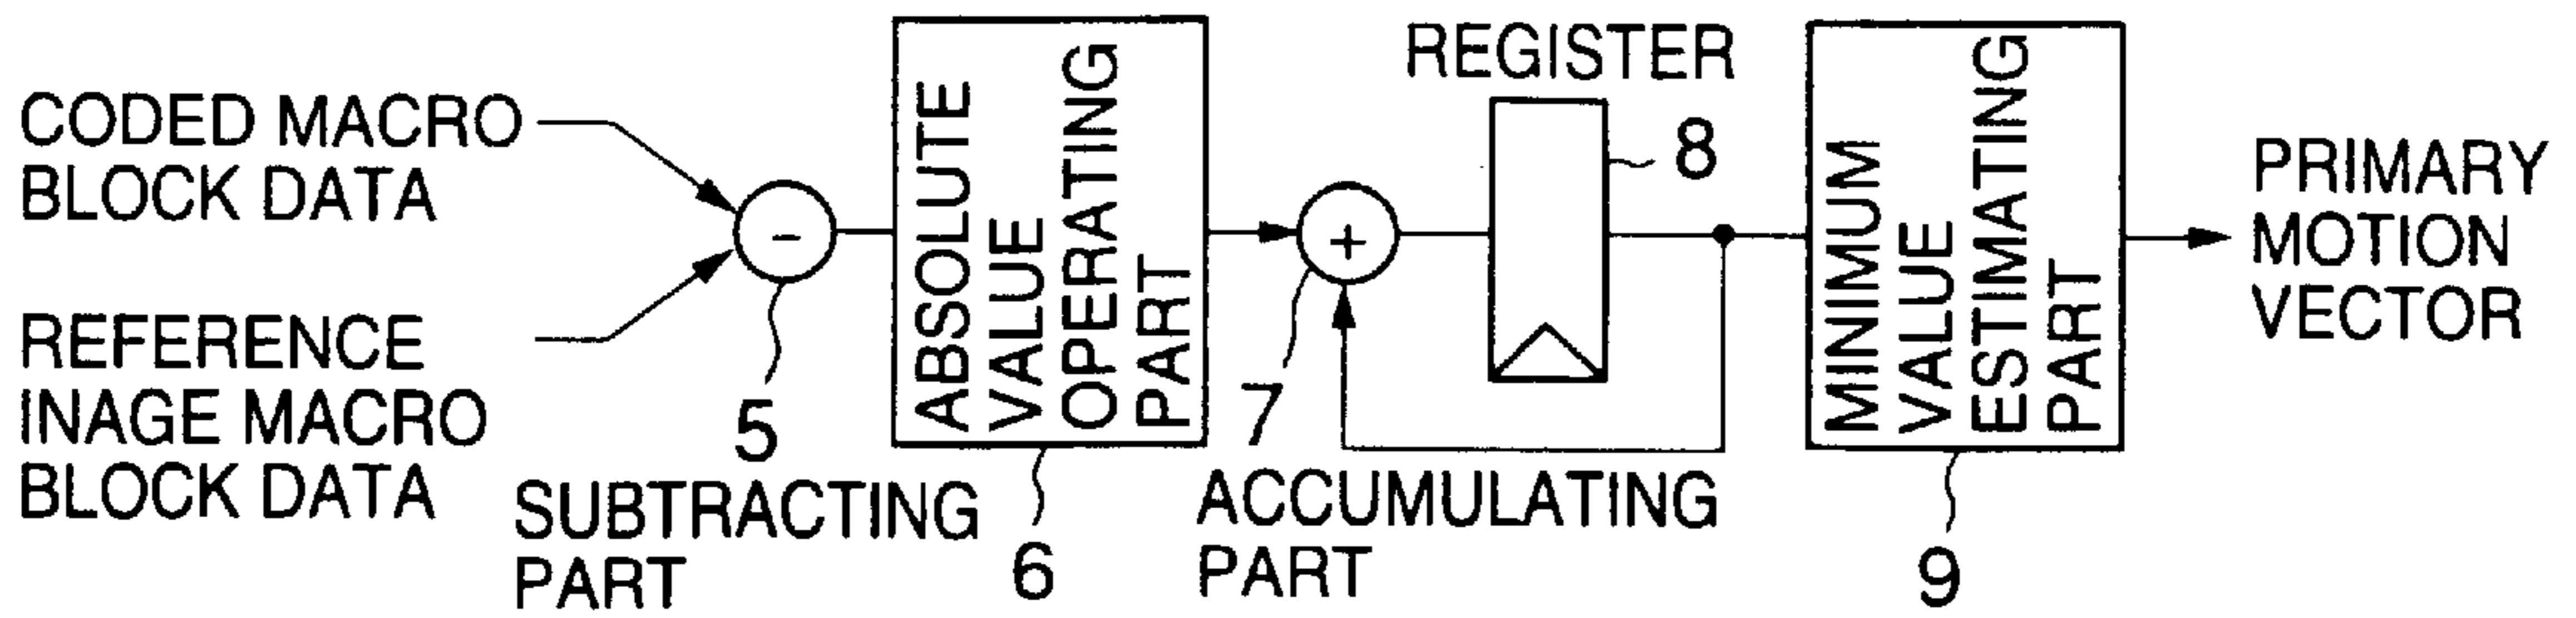 CODED MACRO
BLOCK DATA
REFERENCE
INAGE MACRO
BLOCK DATA
-
5
SUBTRACTING
PART
ABSOLUTE
VALUE
OPERATING
PART
6
+
7
ACCUMULATING
PART
REGISTER
8
MINIMUM
VALUE
ESTIMATING
PART
9
PRIMARY
MOTION
VECTOR